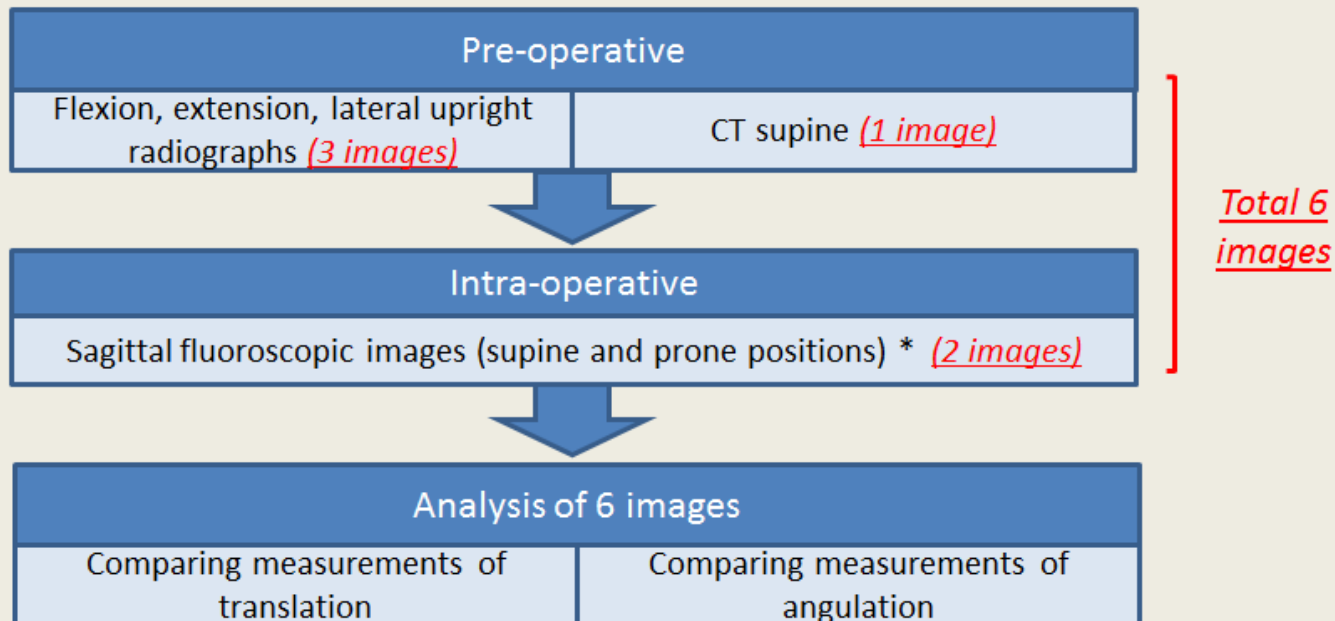 Pre-operative
Flexion, extension, lateral upright
radiographs (3 images)
CT supine (1 image)
Total 6
images
Intra-operative
Sagittal fluoroscopic images (supine and prone positions) * (2 images)
Analysis of 6 images
Comparing measurements of
translation
Comparing measurements of
angulation